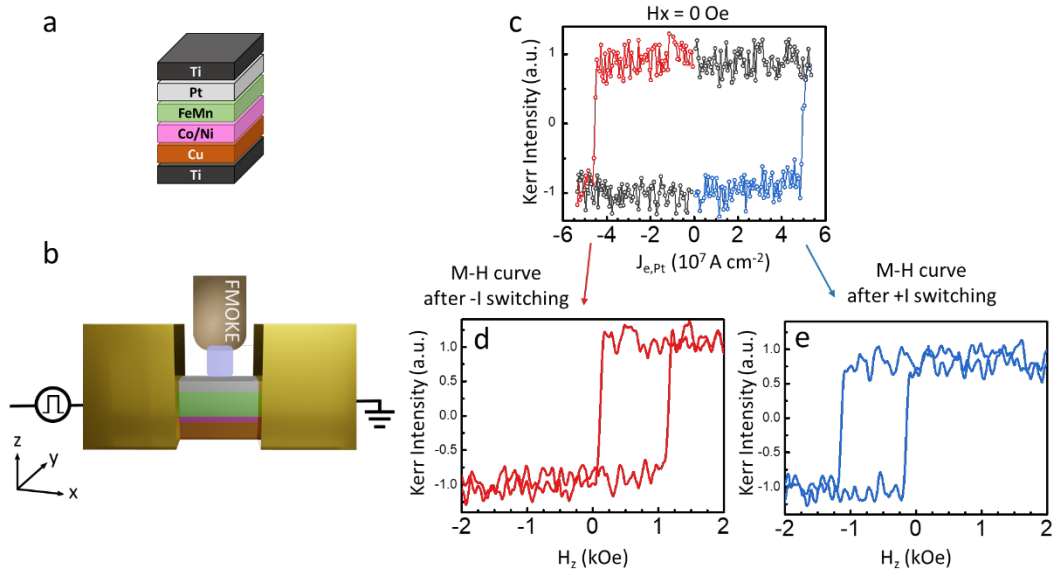 a
Ti
Pt
FeMn
Co/Ni
Cu
Ti
b
FMOKE
z
y
x
c
Hx = 0 Oe
Kerr Intensity (a.u.)
1
0
-1
-6 -4 -2 0 2 4 6
J_e,Pt (10^7 A cm^-2)
M-H curve
after -I switching
M-H curve
after +I switching
d
Kerr Intensity (a.u.)
1.0
0.5
0.0
-0.5
-1.0
-2 -1 0 1 2
H_z (kOe)
e
Kerr Intensity (a.u.)
1.0
0.5
0.0
-0.5
-1.0
-2 -1 0 1 2
H_z (kOe)